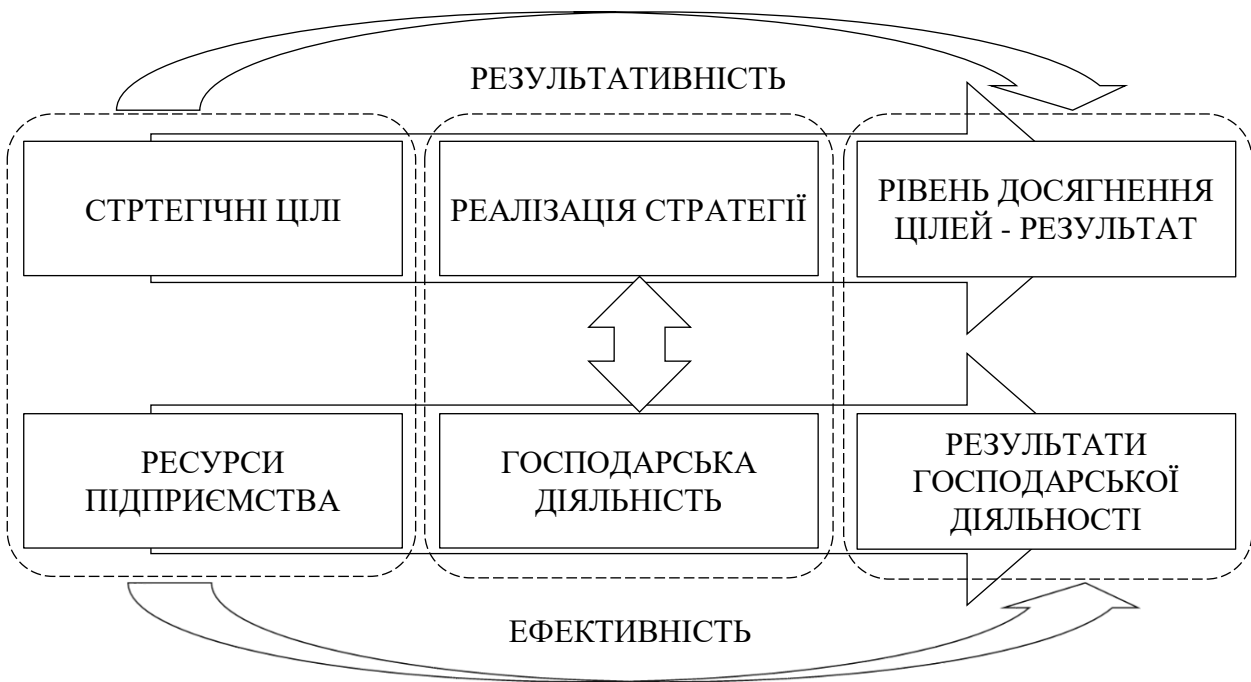 РЕЗУЛЬТАТИВНІСТЬ
СТРТЕГІЧНІ ЦІЛІ
РЕАЛІЗАЦІЯ СТРАТЕГІЇ
РІВЕНЬ ДОСЯГНЕННЯ
ЦІЛЕЙ - РЕЗУЛЬТАТ
РЕСУРСИ
ПІДПРИЄМСТВА
ГОСПОДАРСЬКА
ДІЯЛЬНІСТЬ
РЕЗУЛЬТАТИ
ГОСПОДАРСЬКОЇ
ДІЯЛЬНОСТІ
ЕФЕКТИВНІСТЬ